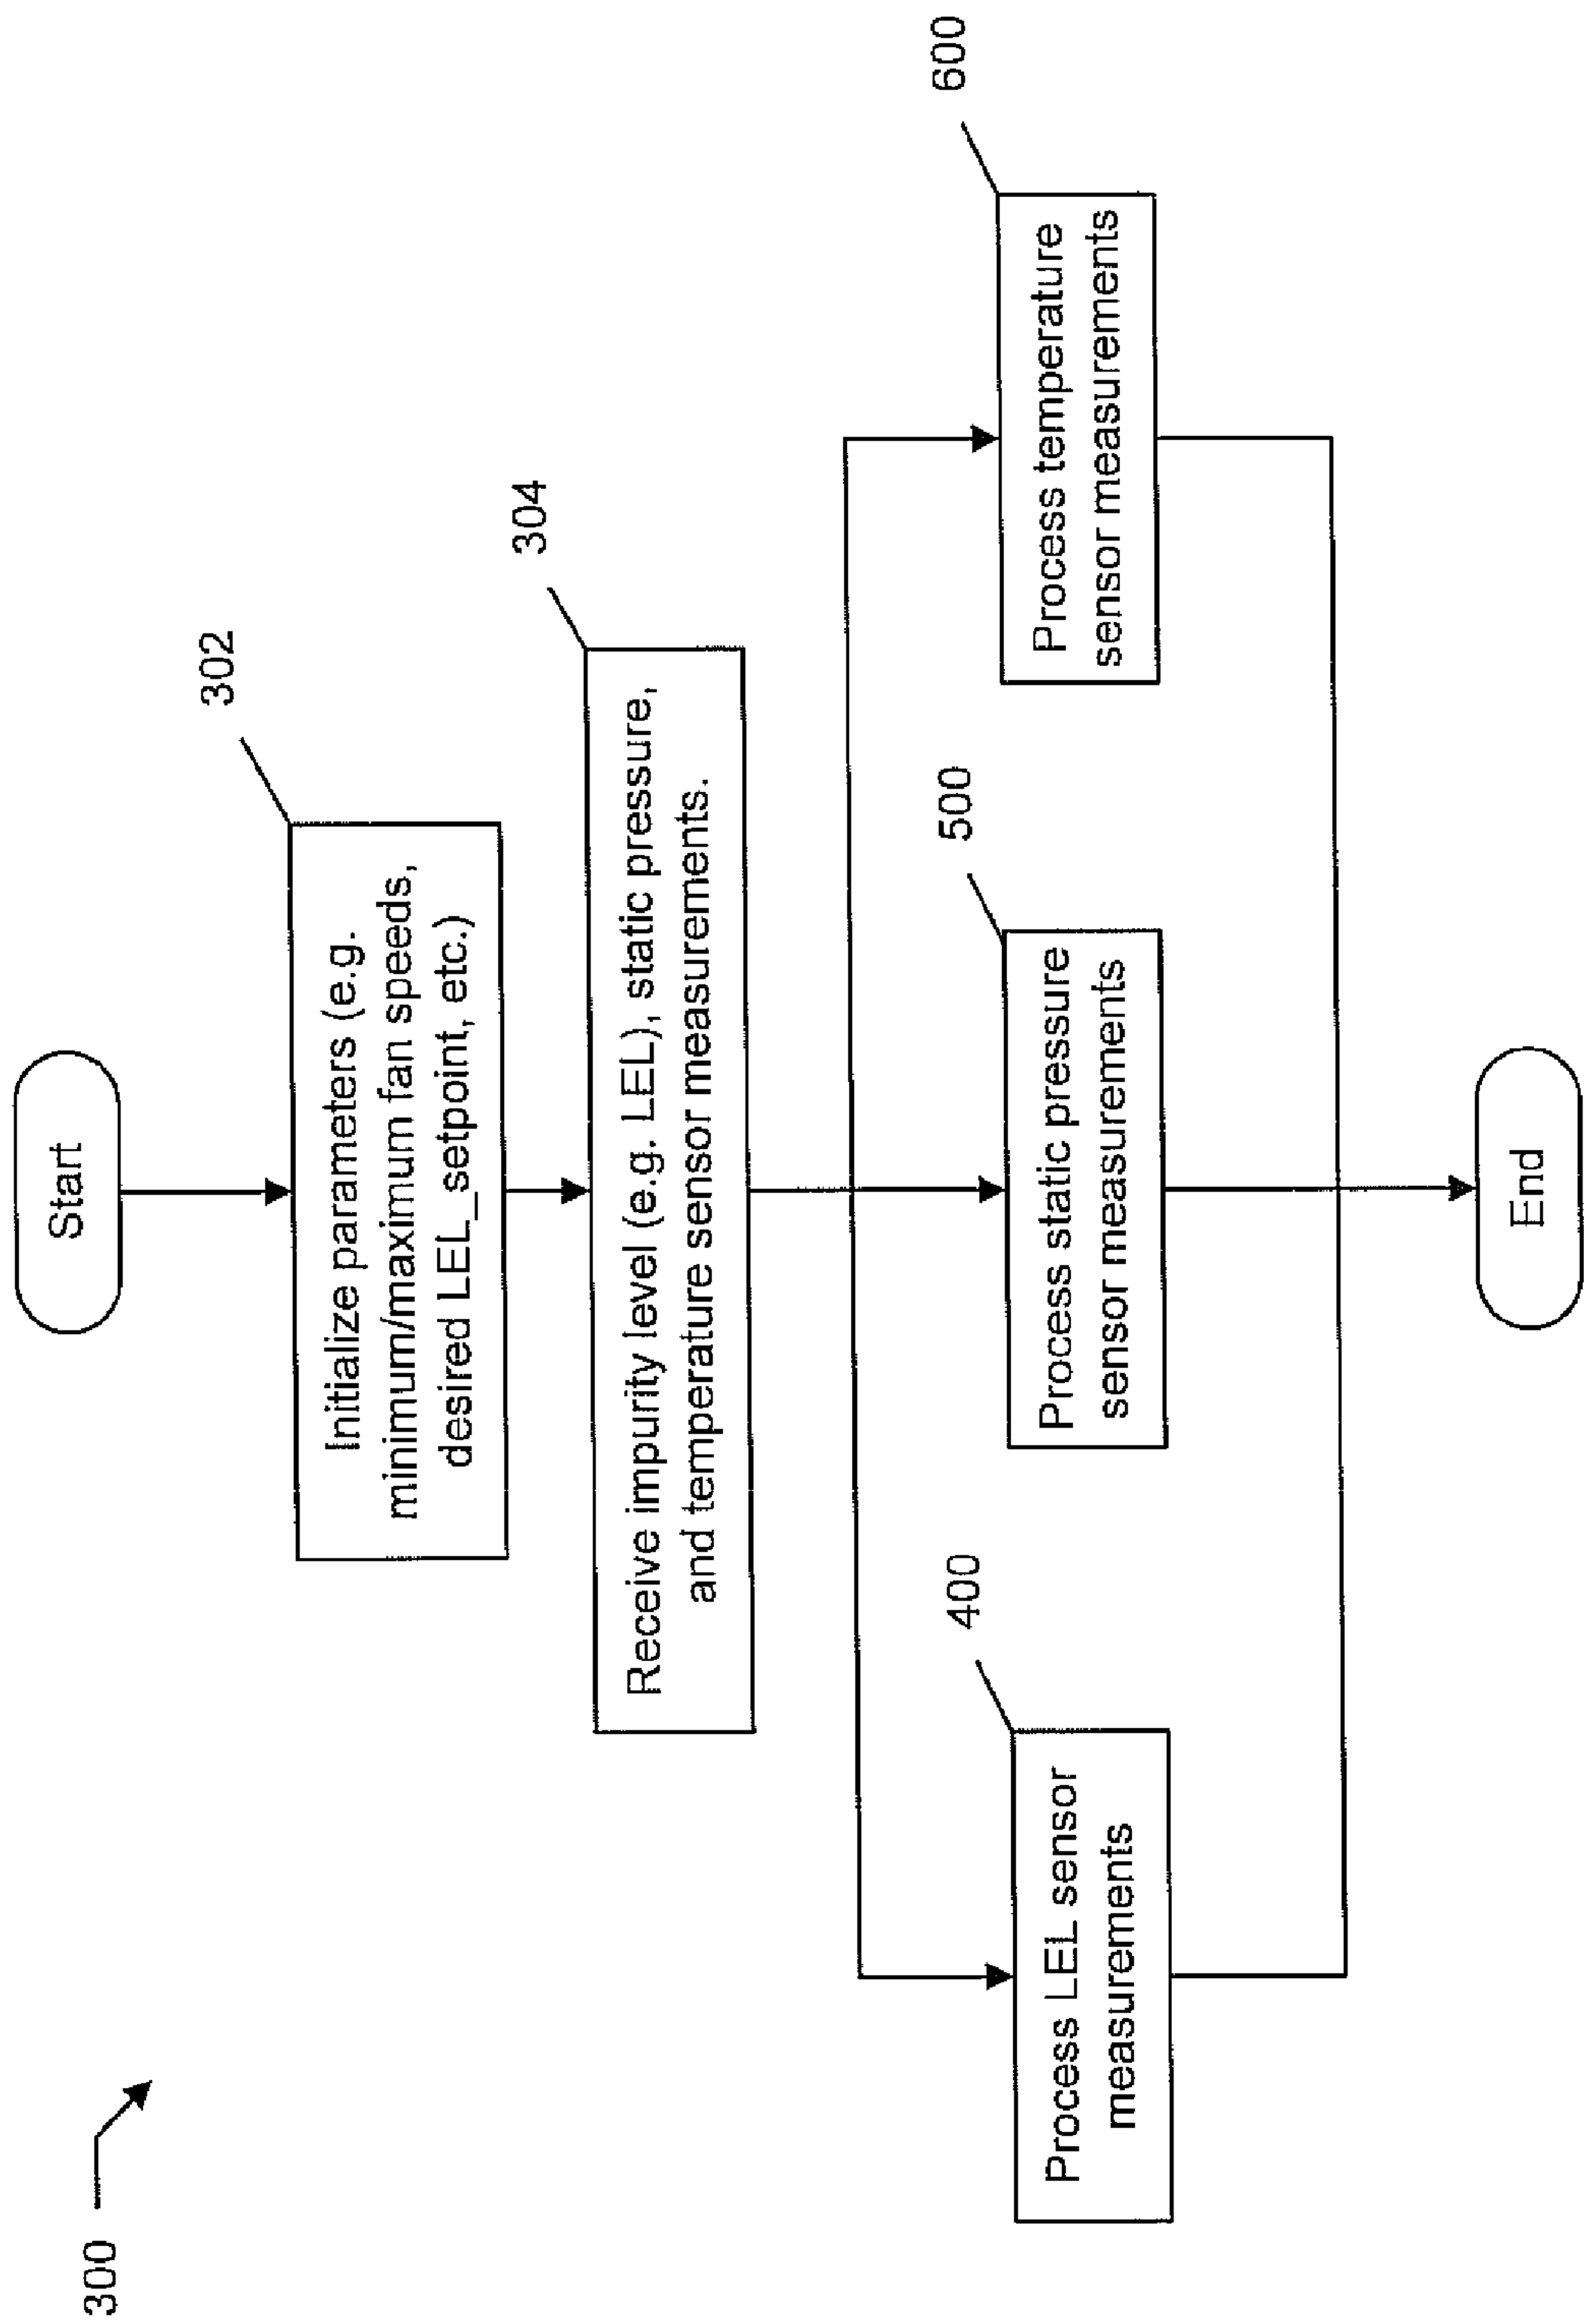 300
Start
302
Initialize parameters (e.g.
minimum/maximum fan speeds,
desired LEL_setpoint, etc.)
304
Receive impurity level (e.g. LEL), static pressure,
and temperature sensor measurements.
400
Process LEL sensor
measurements
500
Process static pressure
sensor measurements
600
Process temperature
sensor measurements
End